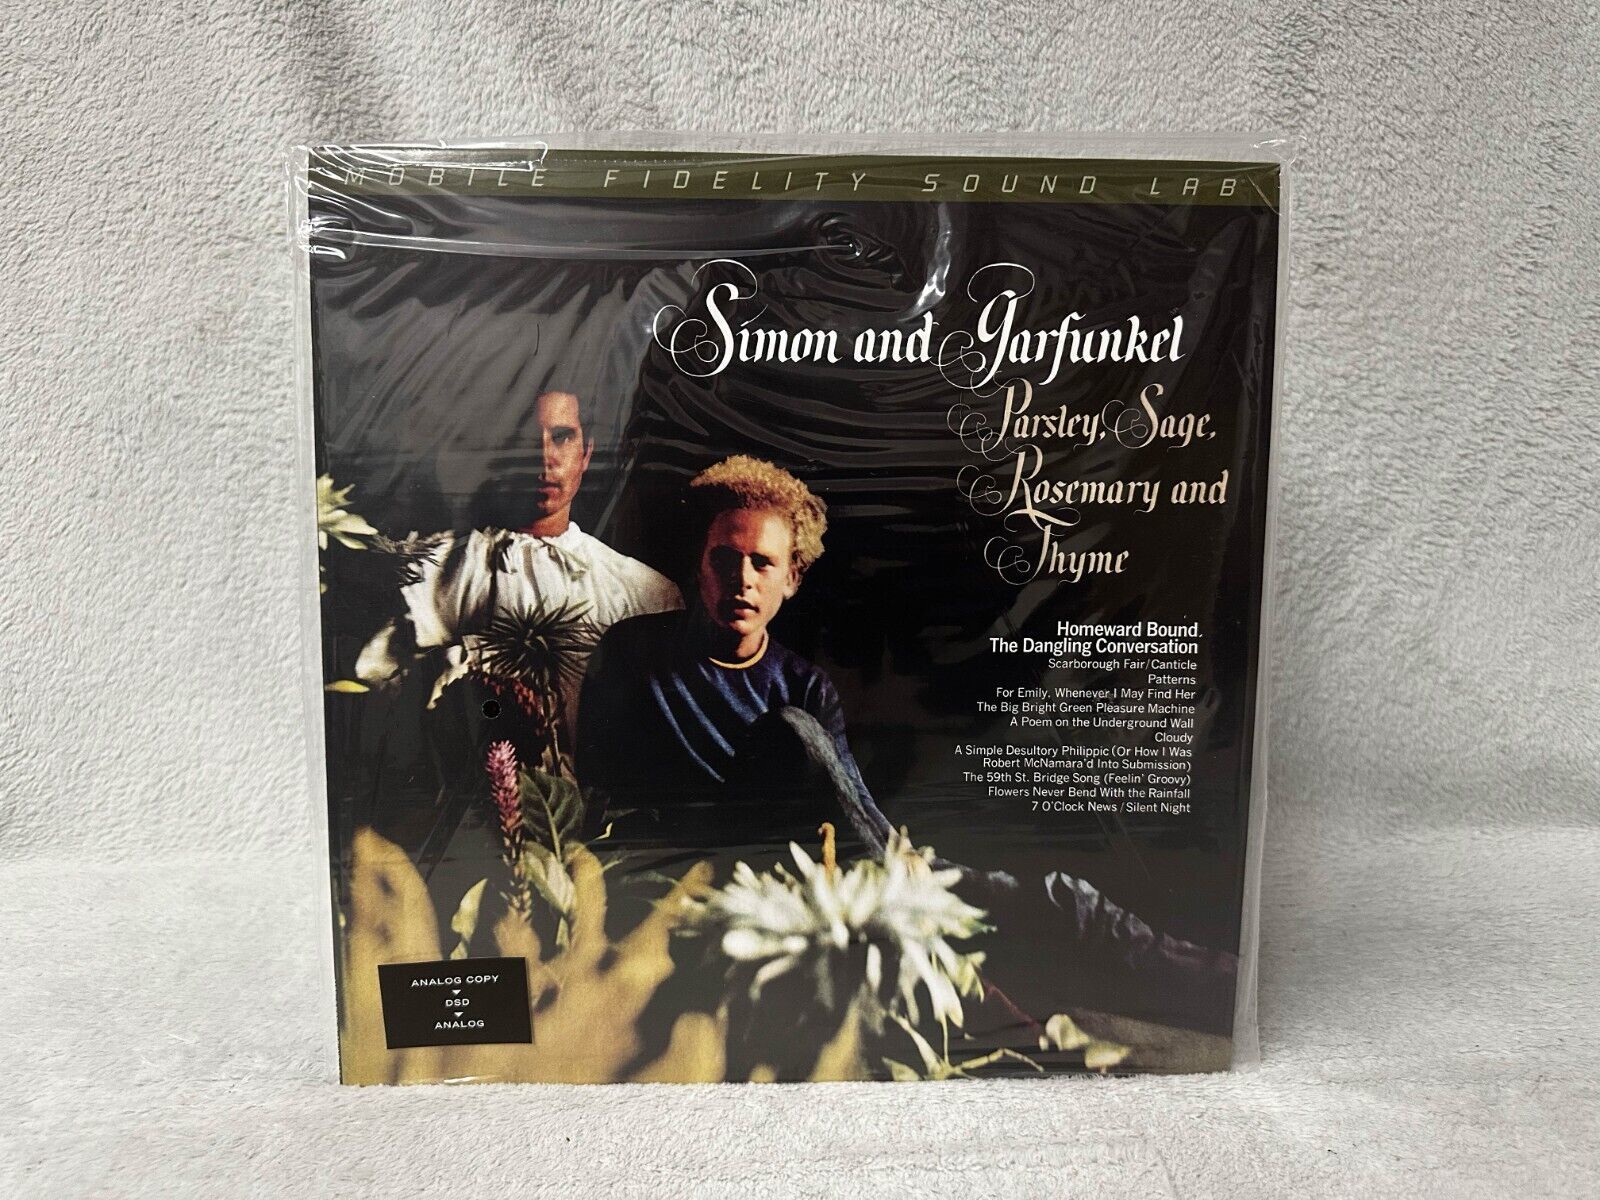 MOBILE FIDELITY SOUND LAB
Simon and Garfunkel
Parsley, Sage,
Rosemary and
Thyme
Homeward Bound.
The Dangling Conversation
Scarborough Fair/Canticle
Patterns
For Emily, Whenever I May Find Her
The Big Bright Green Pleasure Machine
A Poem on the Underground Wall
Cloudy
A Simple Desultory Philippic (Or How I Was
Robert McNamara'd Into Submission)
The 59th St. Bridge Song (Feelin' Groovy)
Flowers Never Bend With the Rainfall
7 O'Clock News/Silent Night
ANALOG COPY
DSD
ANALOG